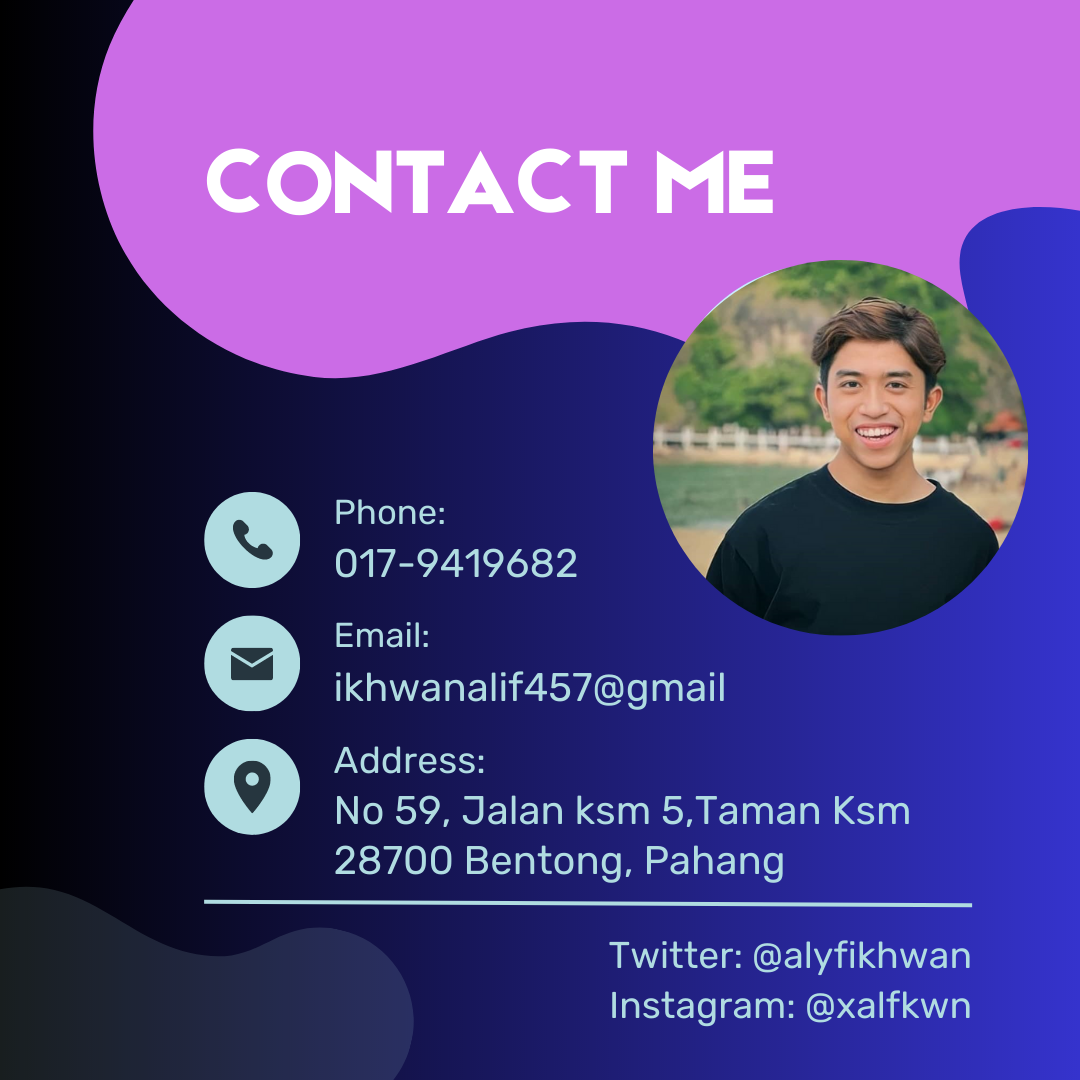 CONTACT ME
Phone:
017-9419682
Email:
ikhwanalif457@gmail
Address:
No 59, Jalan ksm 5,Taman Ksm
28700 Bentong, Pahang
Twitter: @alyfikhwan
Instagram: @xalfkwn